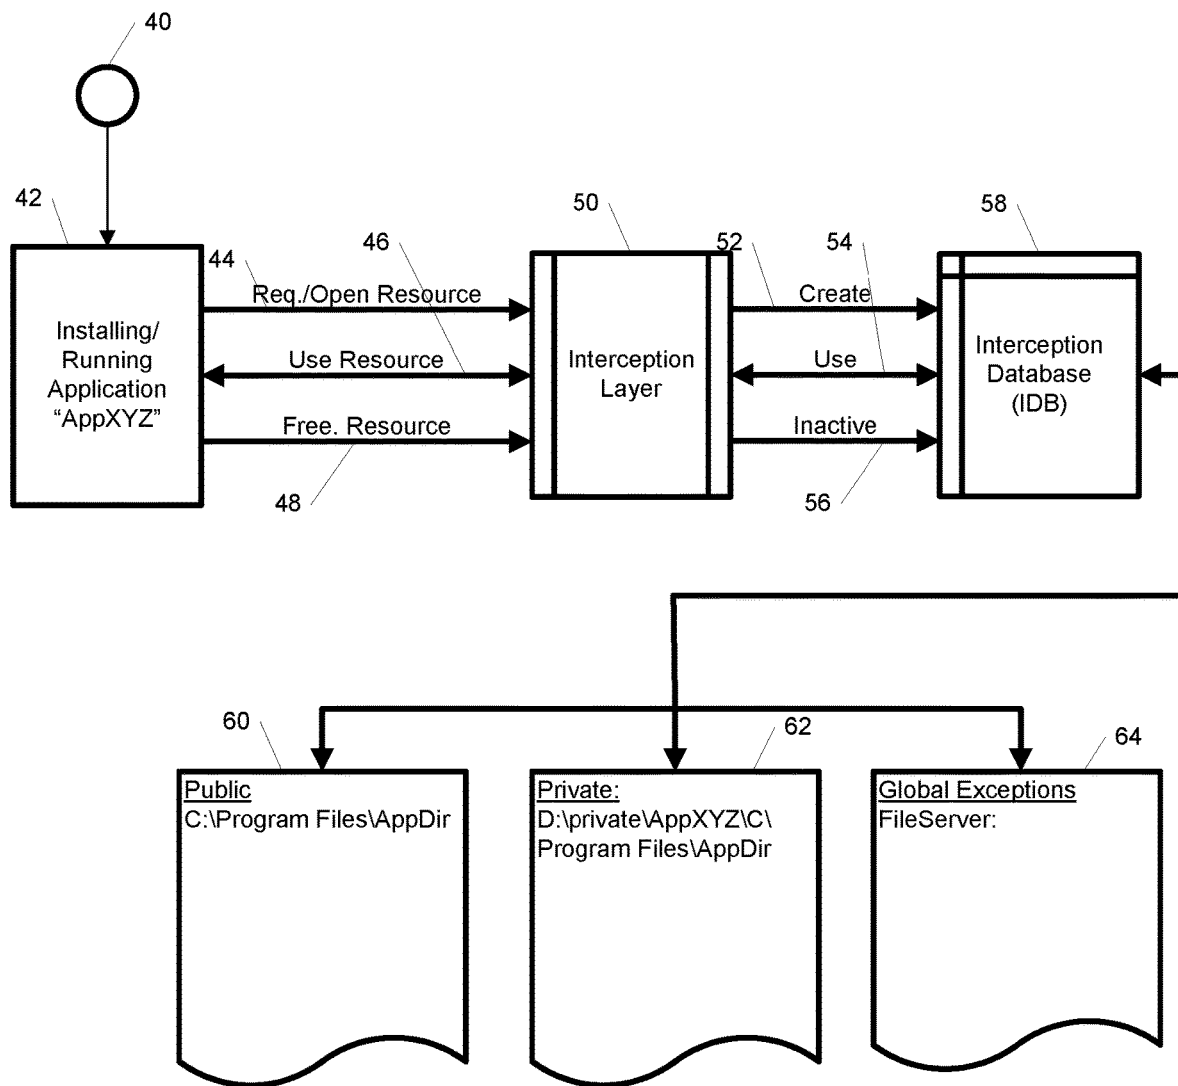 40
42
50
58
44
46
52
54
Req./Open Resource
Create
Installing/
Running
Application
“AppXYZ”
Use Resource
Interception
Layer
Use
Interception
Database
(IDB)
Free. Resource
Inactive
48
56
60
62
64
Public
C:\Program Files\AppDir
Private:
D:\private\AppXYZ\C\
Program Files\AppDir
Global Exceptions
FileServer: